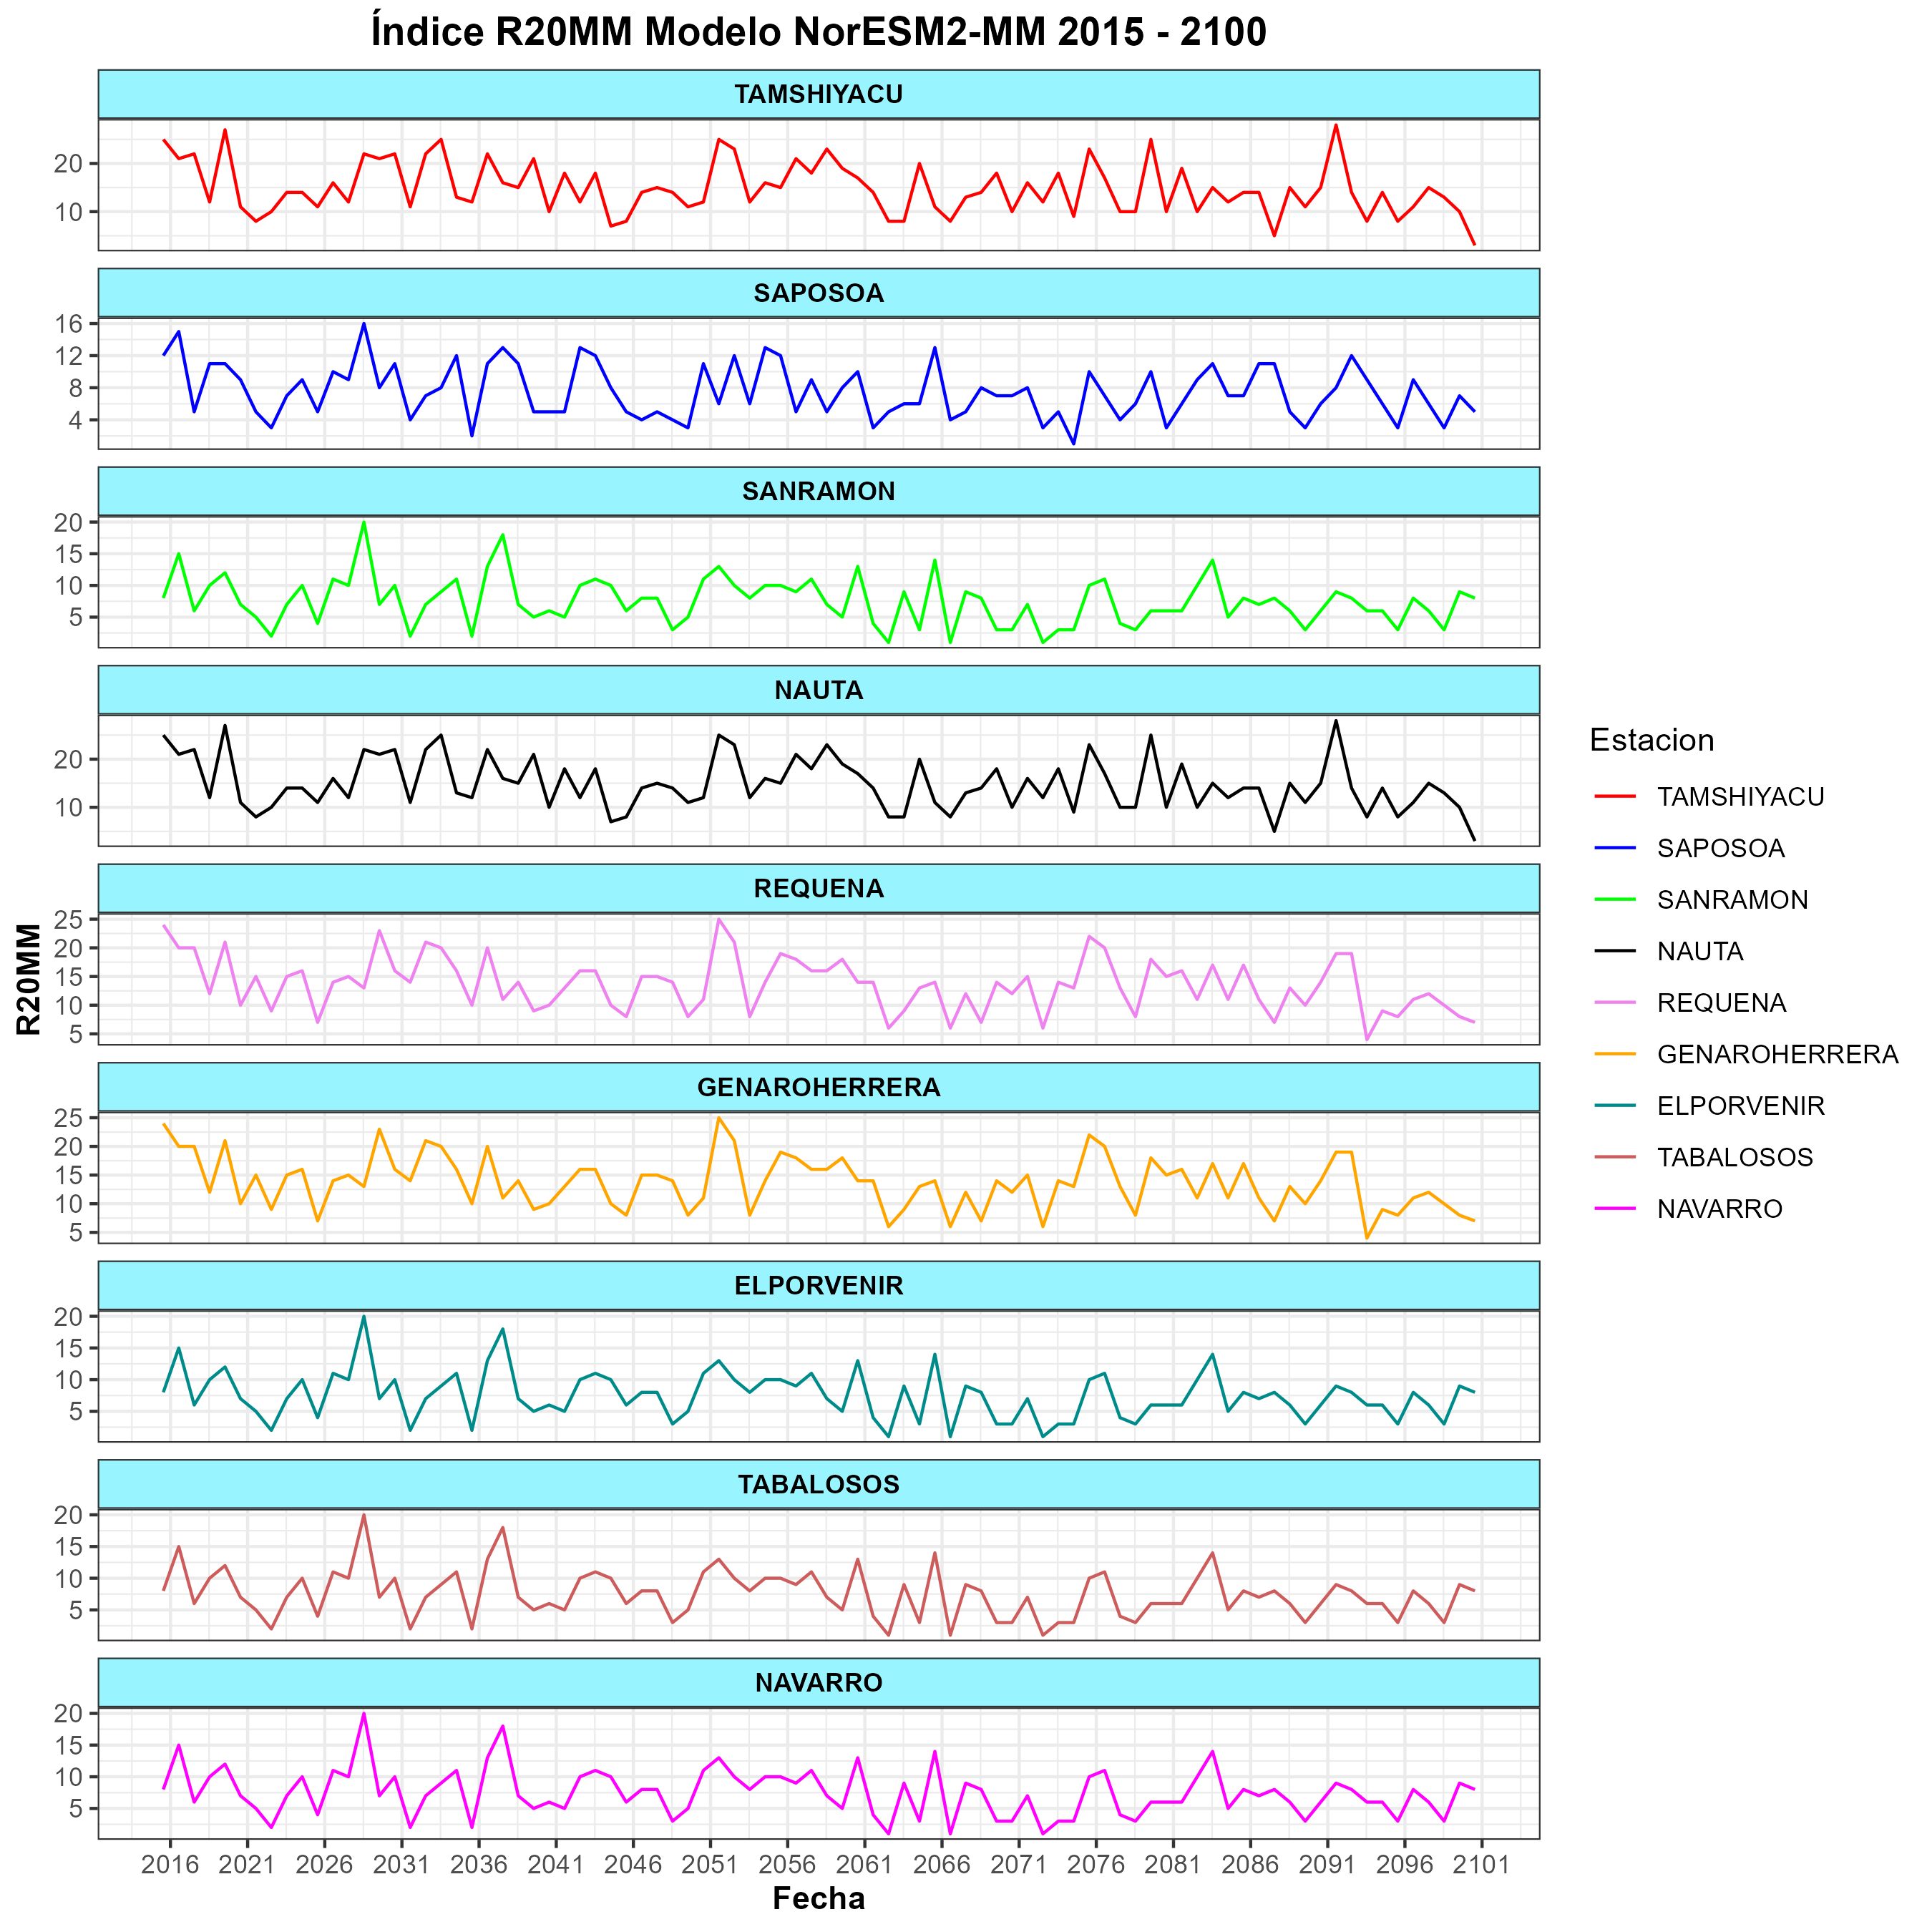 Índice R20MM Modelo NorESM2-MM 2015 - 2100
TAMSHIYACU
20
10
SAPOSOA
16
12
8
4
SANRAMON
20
15
10
5
NAUTA
20
10
REQUENA
25
20
15
10
5
GENAROHERRERA
25
20
15
10
5
ELPORVENIR
20
15
10
5
TABALOSOS
20
15
10
5
NAVARRO
20
15
10
5
2016 2021 2026 2031 2036 2041 2046 2051 2056 2061 2066 2071 2076 2081 2086 2091 2096 2101
Fecha
R20MM
Estacion
TAMSHIYACU
SAPOSOA
SANRAMON
NAUTA
REQUENA
GENAROHERRERA
ELPORVENIR
TABALOSOS
NAVARRO